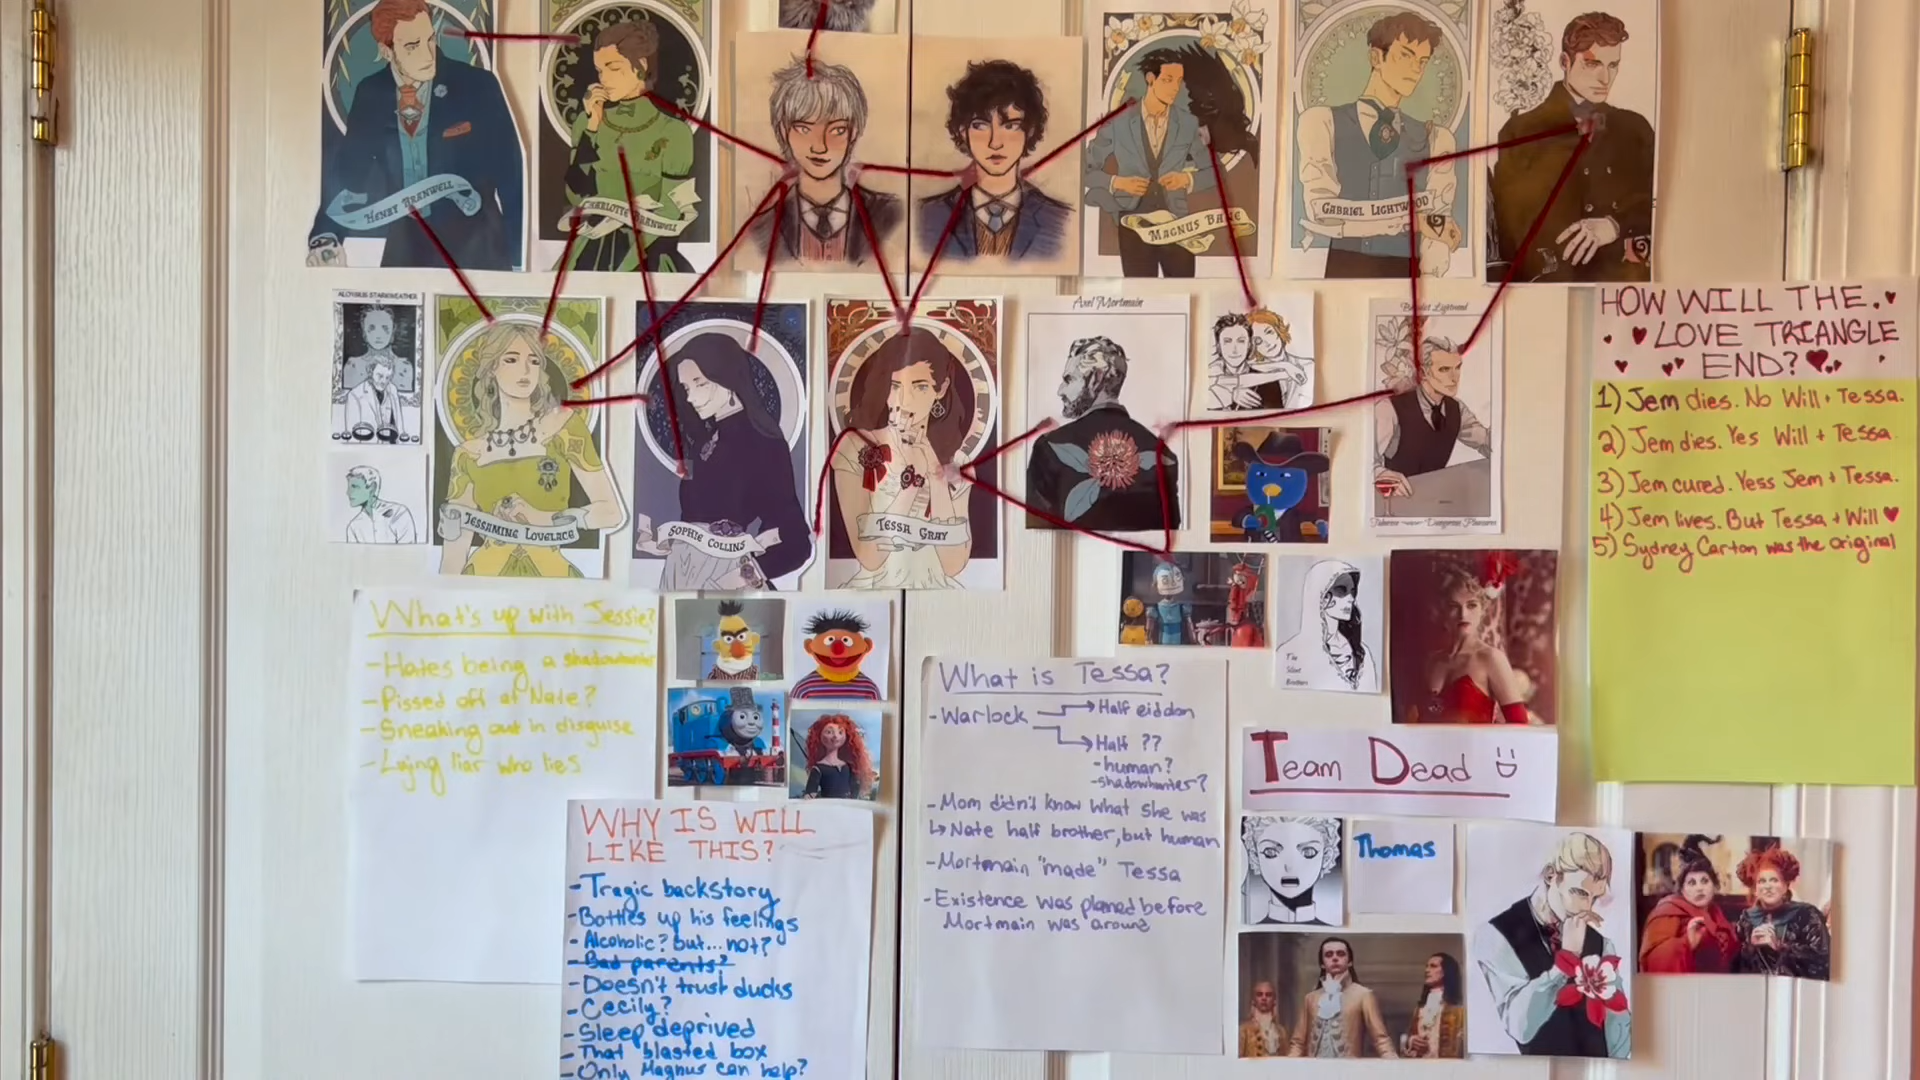 HENRY BRANWELL
CHARLOTTE BRANWELL
MAGNUS BANE
GABRIEL LIGHTWOOD
ALOYSIUS STARKWEATHER
JESSAMINE LOVELACE
SOPHIE COLLINS
TESSA GRAY
Axel Mortmain
Lightwood
Dangerous Pleasures
HOW WILL THE
LOVE TRIANGLE
END?
1) Jem dies. No Will + Tessa.
2) Jem dies. Yes Will + Tessa.
3) Jem cured. Yess Jem + Tessa.
4) Jem lives. But Tessa + Will ♥
5) Sydney Carton was the original
What's up with Jessie?
-Hates being a shadowhunter
-Pissed off at Nate?
-Sneaking out in disguise
-Lying liar who lies
WHY IS WILL
LIKE THIS?
-Tragic backstory
-Bottles up his feelings
-Alcoholic? but... not?
-Bad parents?
-Doesn't trust ducks
-Cecily?
-Sleep deprived
-That blasted box
-Only Magnus can help?
What is Tessa?
-Warlock → Half eiddon
→ Half ??
-human?
-shadowhunter?
-Mom didn't know what she was
↳ Nate half brother, but human
-Mortmain "made" Tessa
-Existence was planned before
Mortmain was around
The
Silent
Brothers
Team Dead
Thomas